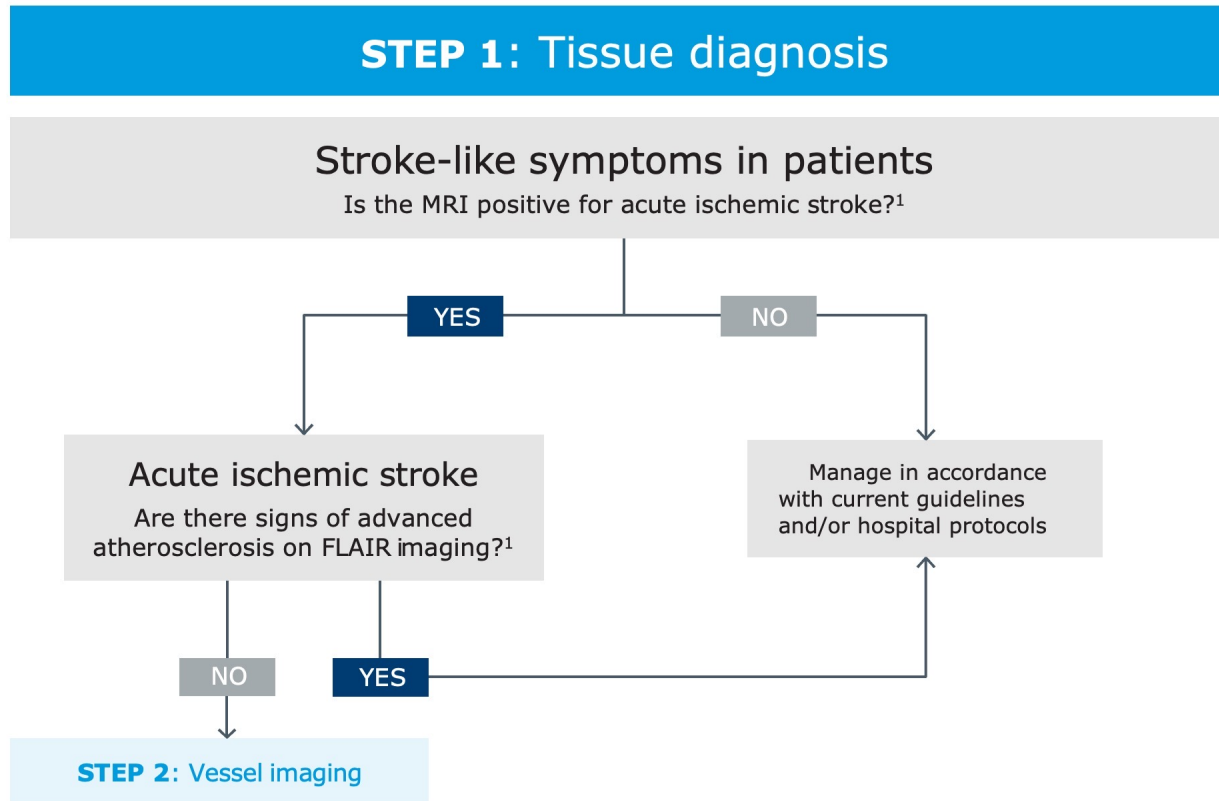 STEP 1: Tissue diagnosis
Stroke-like symptoms in patients
Is the MRI positive for acute ischemic stroke?¹
YES
NO
Acute ischemic stroke
Are there signs of advanced
atherosclerosis on FLAIR imaging?¹
Manage in accordance
with current guidelines
and/or hospital protocols
NO
YES
STEP 2: Vessel imaging